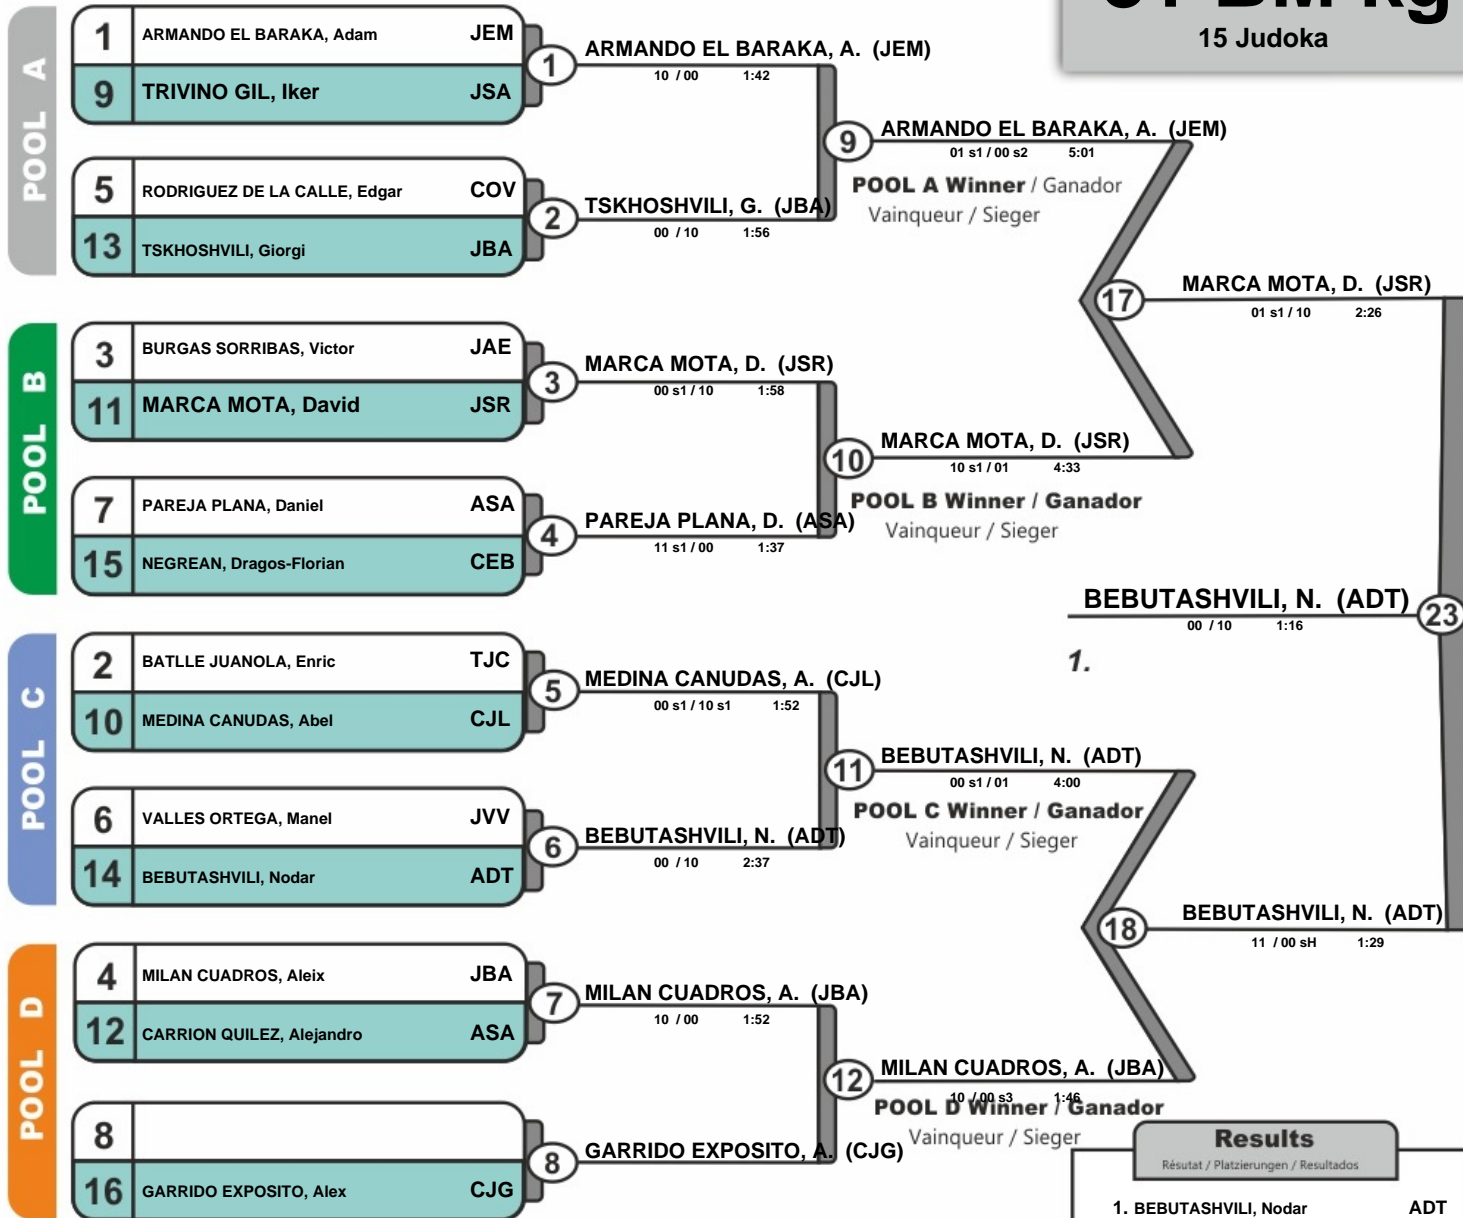 15 Judoka
POOL A
1 ARMANDO EL BARAKA, Adam JEM
9 TRIVINO GIL, Iker JSA
1 ARMANDO EL BARAKA, A. (JEM)
10 / 00 1:42
5 RODRIGUEZ DE LA CALLE, Edgar COV
13 TSKHOSHVILI, Giorgi JBA
2 TSKHOSHVILI, G. (JBA)
00 / 10 1:56
9 ARMANDO EL BARAKA, A. (JEM)
01 s1 / 00 s2 5:01
POOL A Winner / Ganador
Vainqueur / Sieger
POOL B
3 BURGAS SORRIBAS, Victor JAE
11 MARCA MOTA, David JSR
3 MARCA MOTA, D. (JSR)
00 s1 / 10 1:58
7 PAREJA PLANA, Daniel ASA
15 NEGREAN, Dragos-Florian CEB
4 PAREJA PLANA, D. (ASA)
11 s1 / 00 1:37
10 MARCA MOTA, D. (JSR)
10 s1 / 01 4:33
POOL B Winner / Ganador
Vainqueur / Sieger
17 MARCA MOTA, D. (JSR)
01 s1 / 10 2:26
BEBUTASHVILI, N. (ADT) 23
00 / 10 1:16
1.
POOL C
2 BATLLE JUANOLA, Enric TJC
10 MEDINA CANUDAS, Abel CJL
5 MEDINA CANUDAS, A. (CJL)
00 s1 / 10 s1 1:52
6 VALLES ORTEGA, Manel JVV
14 BEBUTASHVILI, Nodar ADT
6 BEBUTASHVILI, N. (ADT)
00 / 10 2:37
11 BEBUTASHVILI, N. (ADT)
00 s1 / 01 4:00
POOL C Winner / Ganador
Vainqueur / Sieger
18 BEBUTASHVILI, N. (ADT)
11 / 00 sH 1:29
POOL D
4 MILAN CUADROS, Aleix JBA
12 CARRION QUILEZ, Alejandro ASA
7 MILAN CUADROS, A. (JBA)
10 / 00 1:52
8
16 GARRIDO EXPOSITO, Alex CJG
8 GARRIDO EXPOSITO, A. (CJG)
12 MILAN CUADROS, A. (JBA)
10 / 00 s3 1:46
POOL D Winner / Ganador
Vainqueur / Sieger
Results
Résutat / Platzierungen / Resultados
1. BEBUTASHVILI, Nodar ADT